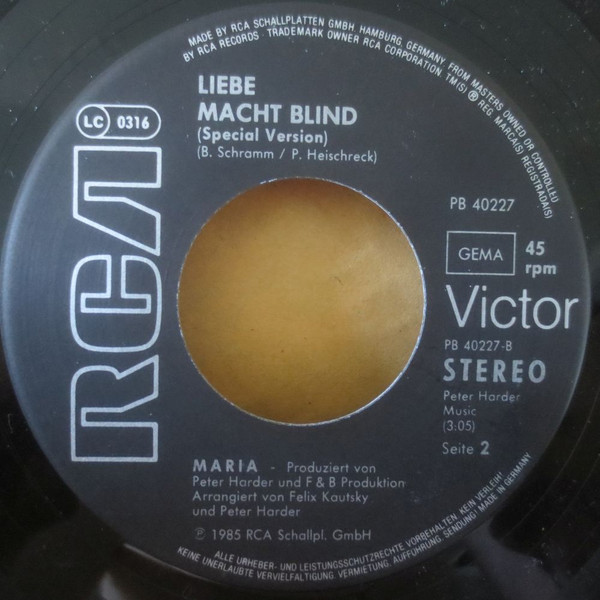 MADE BY RCA SCHALLPLATTEN GMBH, HAMBURG, GERMANY, FROM MASTERS OWNED OR CONTROLLED
BY RCA RECORDS · TRADEMARK OWNER RCA CORPORATION, TM(S) ® REG. MARCA(S) REGISTRADA(S)
LIEBE
MACHT BLIND
(Special Version)
(B. Schramm / P. Heischreck)
LC 0316
RCA
PB 40227
GEMA
45
rpm
Victor
PB 40227-B
STEREO
Peter Harder
Music
(3:05)
Seite 2
MARIA - Produziert von
Peter Harder und F & B Produktion
Arrangiert von Felix Kautsky
und Peter Harder
℗ 1985 RCA Schallpl. GmbH
ALLE URHEBER- UND LEISTUNGSSCHUTZRECHTE VORBEHALTEN. KEIN VERLEIH!
KEINE UNERLAUBTE VERVIELFÄLTIGUNG, VERMIETUNG, AUFFÜHRUNG, SENDUNG! MADE IN GERMANY